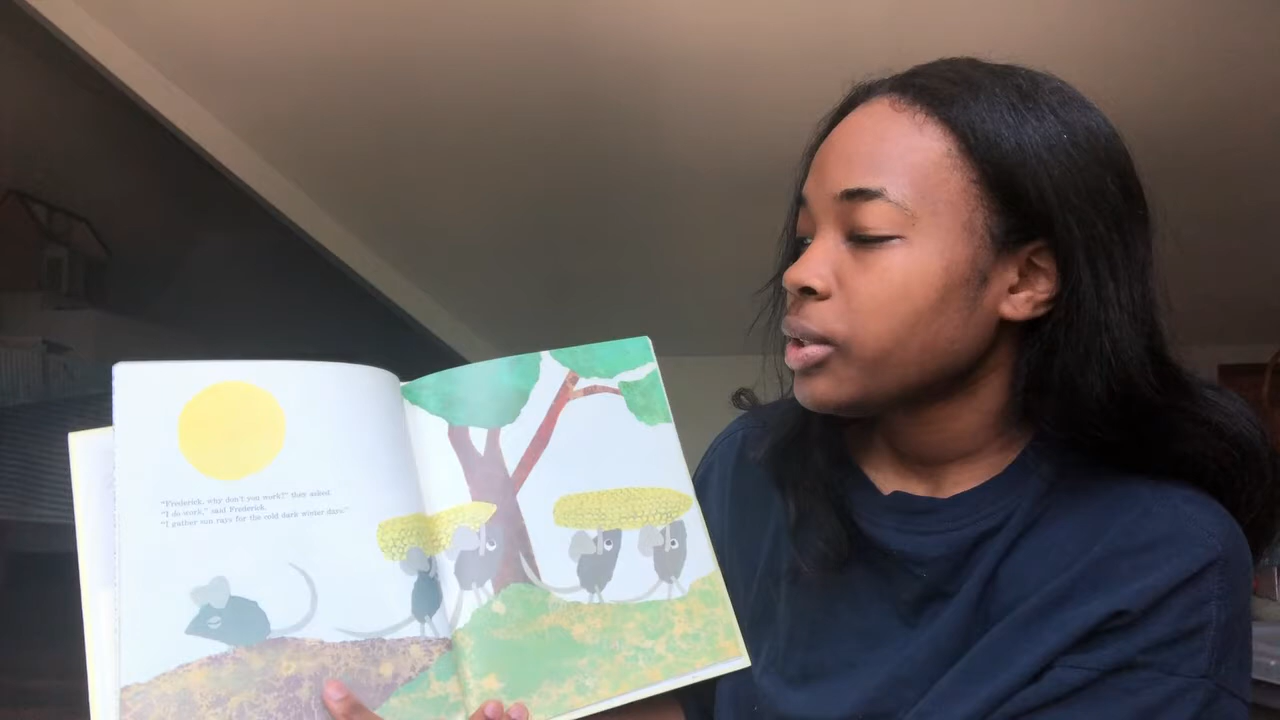 "Frederick, why don't you work?" they asked.
"I do work," said Frederick.
"I gather sun rays for the cold dark winter days."